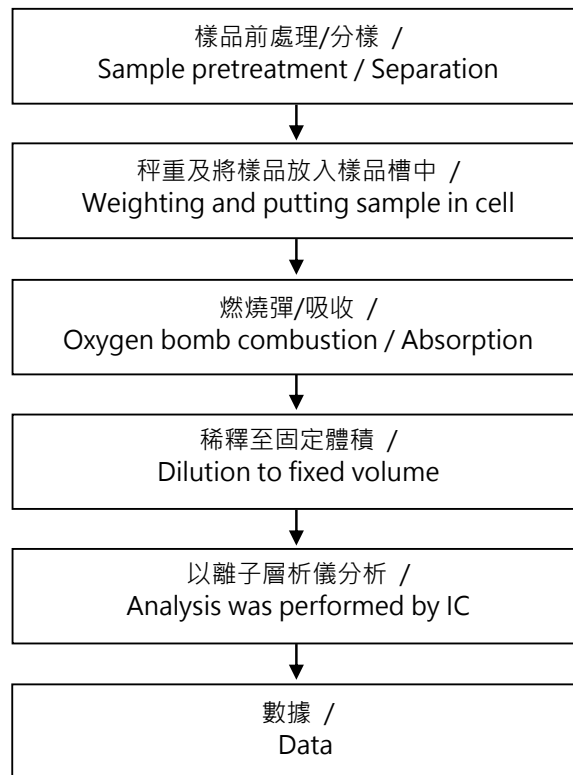 樣品前處理/分樣 /
Sample pretreatment / Separation
秤重及將樣品放入樣品槽中 /
Weighting and putting sample in cell
燃燒彈/吸收 /
Oxygen bomb combustion / Absorption
稀釋至固定體積 /
Dilution to fixed volume
以離子層析儀分析 /
Analysis was performed by IC
數據 /
Data